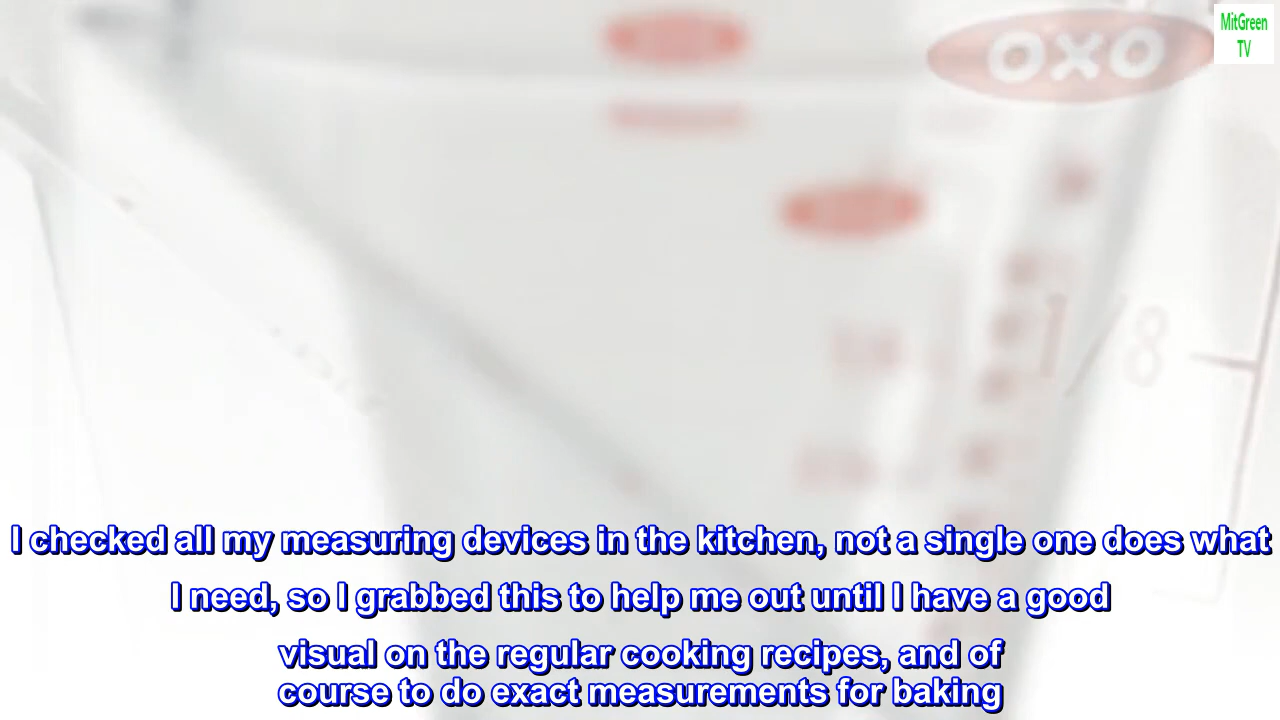 MitGreen
TV
OXO
1/8
I checked all my measuring devices in the kitchen, not a single one does what
I need, so I grabbed this to help me out until I have a good
visual on the regular cooking recipes, and of
course to do exact measurements for baking